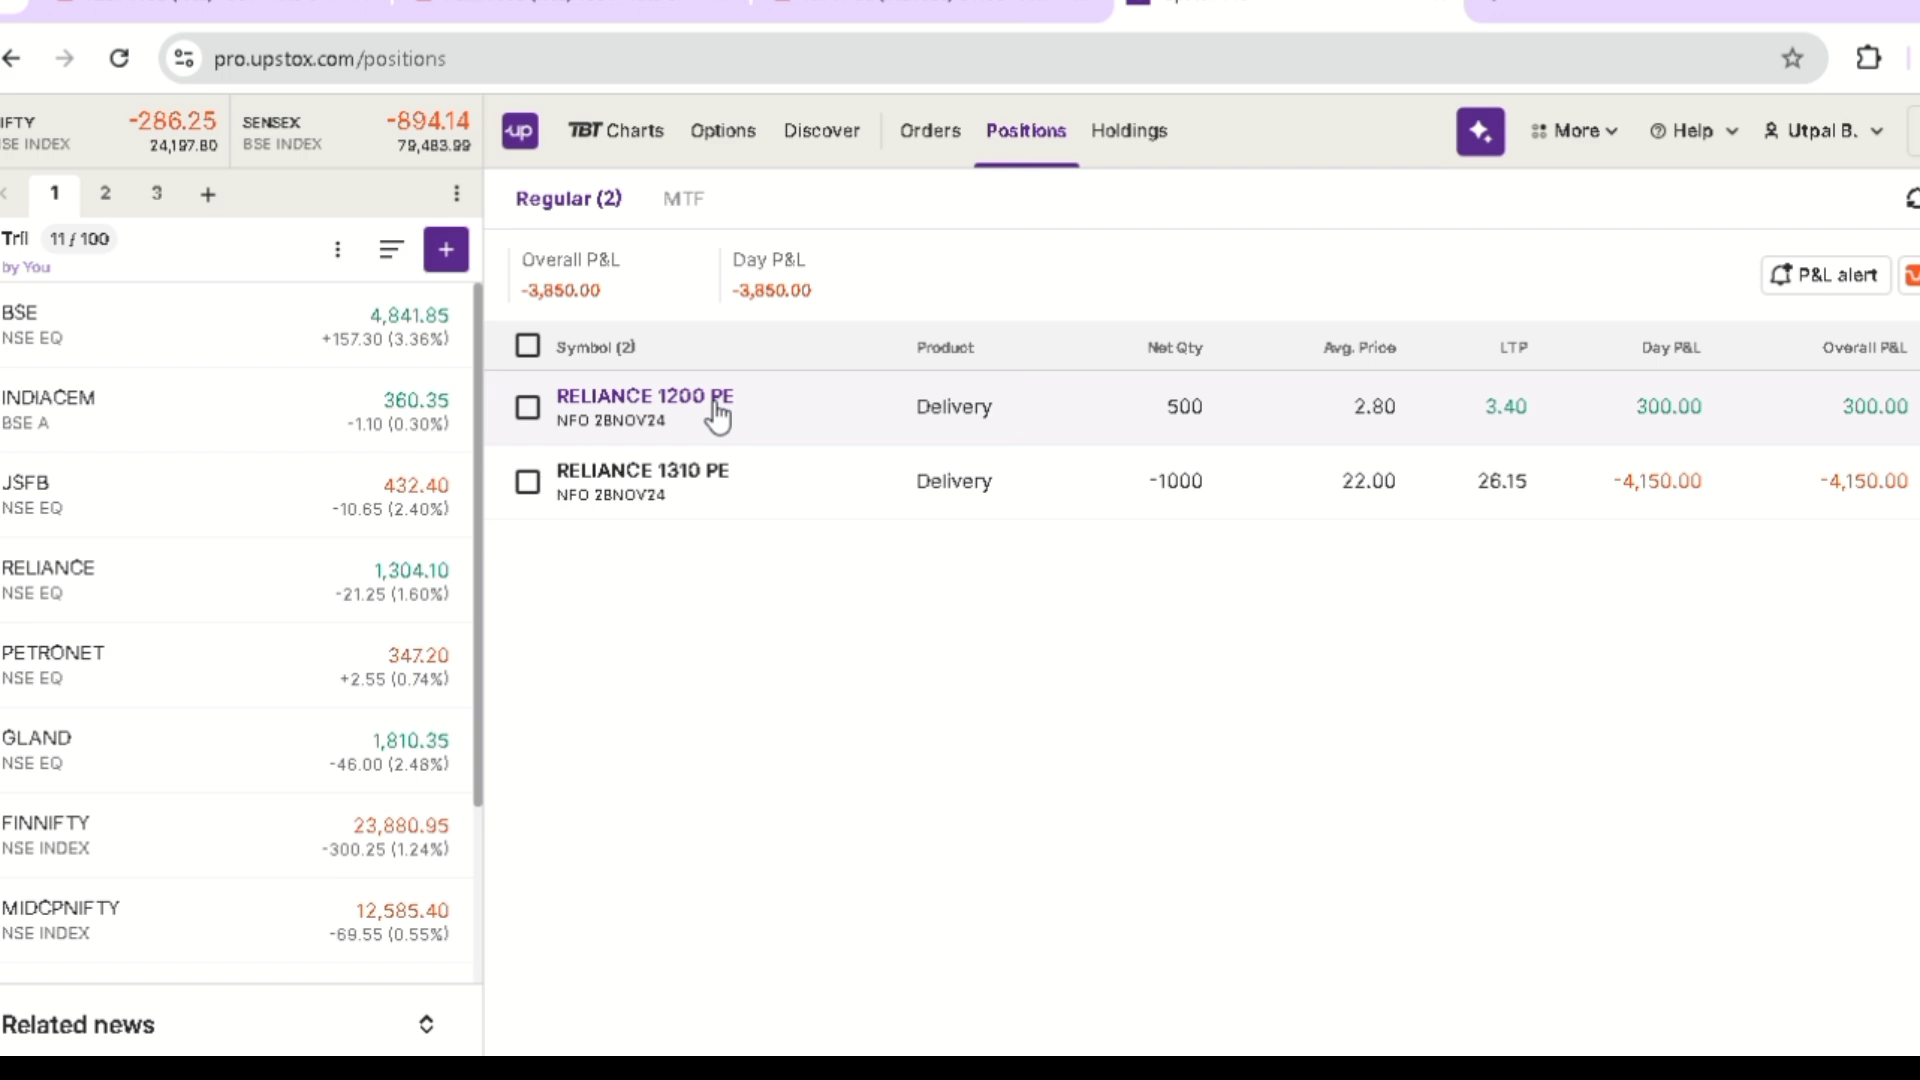 pro.upstox.com/positions
IFTY -286.25 SENSEX -894.14
SE INDEX 24,197.80 BSE INDEX 79,483.99
up TBT Charts Options Discover Orders Positions Holdings More Help Utpal B.
1 2 3 +
Regular (2) MTF
11 / 100
by You
+
Overall P&L Day P&L
-3,850.00 -3,850.00
P&L alert
Symbol (2) Product Net Qty Avg. Price LTP Day P&L Overall P&L
RELIANCE 1200 PE Delivery 500 2.80 3.40 300.00 300.00
NFO 28NOV24
RELIANCE 1310 PE Delivery -1000 22.00 26.15 -4,150.00 -4,150.00
NFO 28NOV24
BSE 4,841.85
NSE EQ +157.30 (3.36%)
INDIACEM 360.35
BSE A -1.10 (0.30%)
JSFB 432.40
NSE EQ -10.65 (2.40%)
RELIANCE 1,304.10
NSE EQ -21.25 (1.60%)
PETRONET 347.20
NSE EQ +2.55 (0.74%)
GLAND 1,810.35
NSE EQ -46.00 (2.48%)
FINNIFTY 23,880.95
NSE INDEX -300.25 (1.24%)
MIDCPNIFTY 12,585.40
NSE INDEX -69.55 (0.55%)
Related news